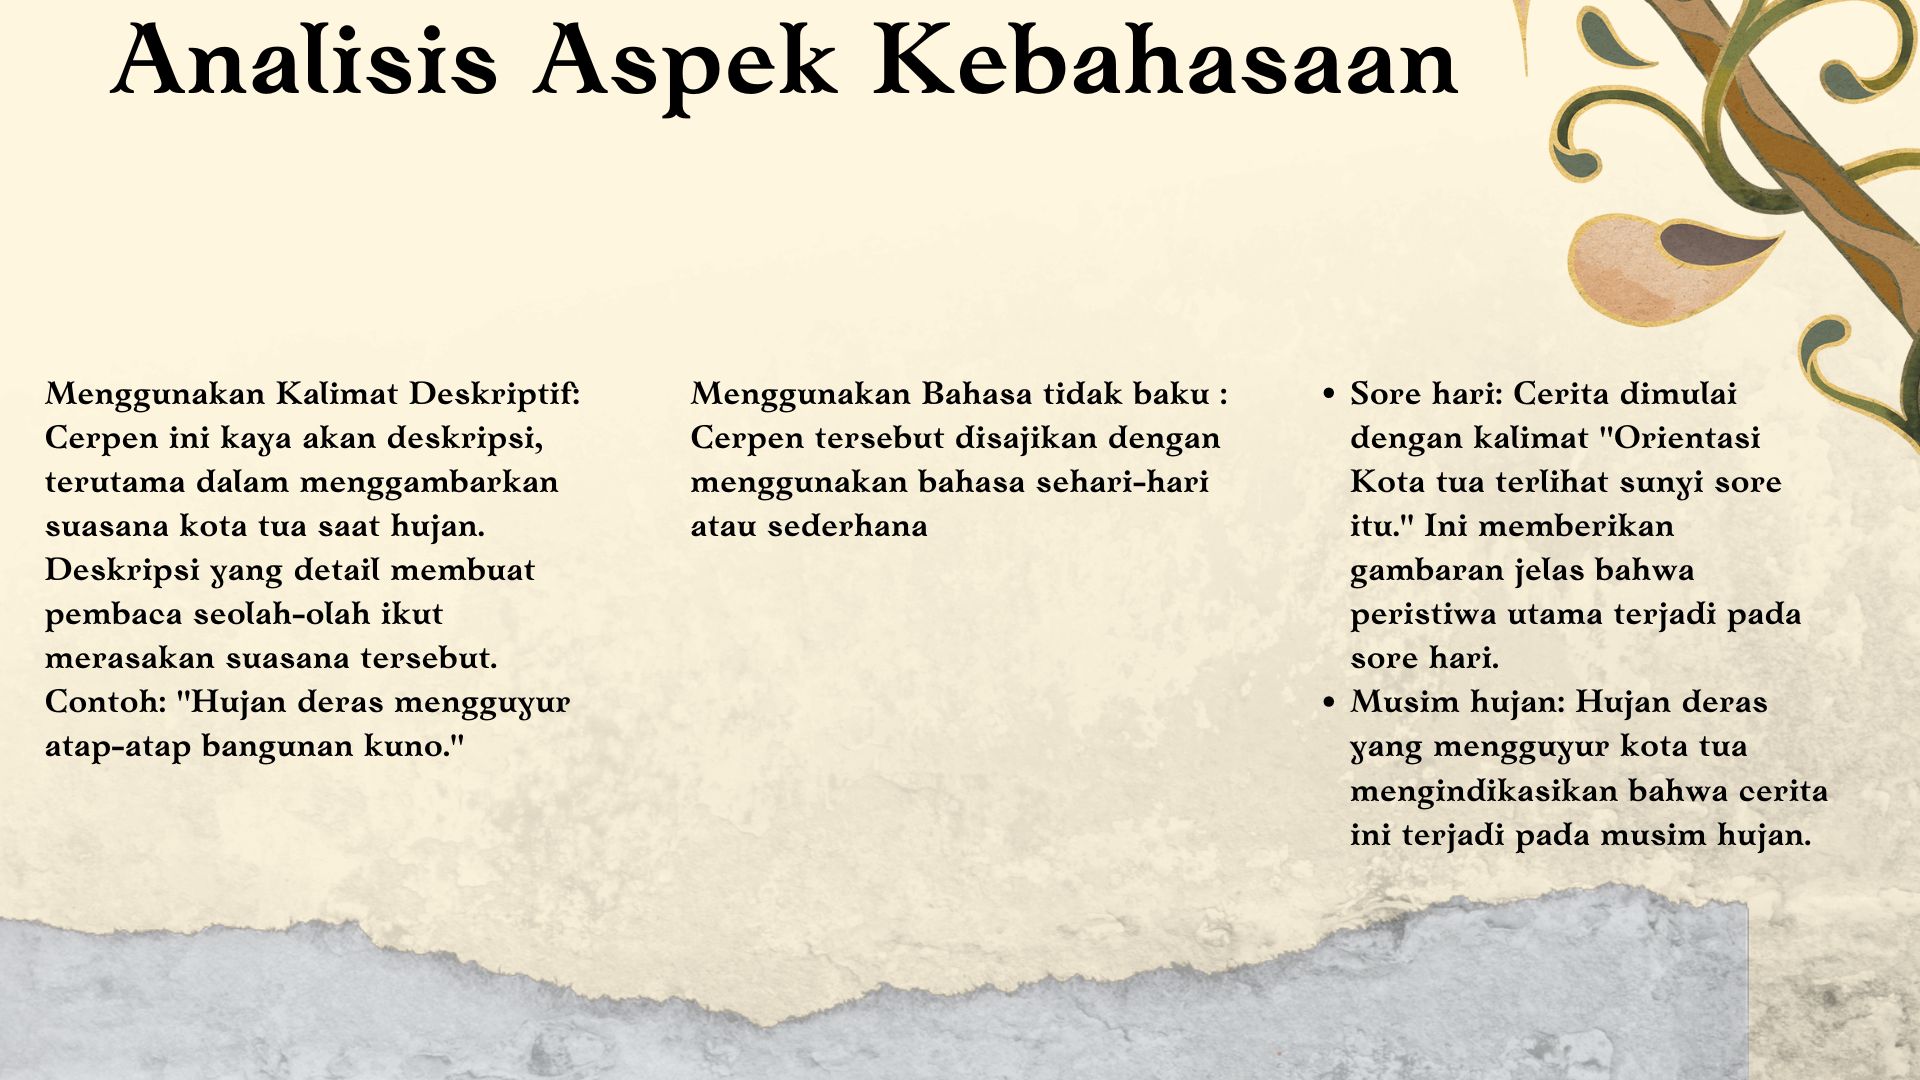 Analisis Aspek Kebahasaan
Menggunakan Kalimat Deskriptif:
Cerpen ini kaya akan deskripsi,
terutama dalam menggambarkan
suasana kota tua saat hujan.
Deskripsi yang detail membuat
pembaca seolah-olah ikut
merasakan suasana tersebut.
Contoh: "Hujan deras mengguyur
atap-atap bangunan kuno."
Menggunakan Bahasa tidak baku :
Cerpen tersebut disajikan dengan
menggunakan bahasa sehari-hari
atau sederhana
• Sore hari: Cerita dimulai
dengan kalimat "Orientasi
Kota tua terlihat sunyi sore
itu." Ini memberikan
gambaran jelas bahwa
peristiwa utama terjadi pada
sore hari.
• Musim hujan: Hujan deras
yang mengguyur kota tua
mengindikasikan bahwa cerita
ini terjadi pada musim hujan.